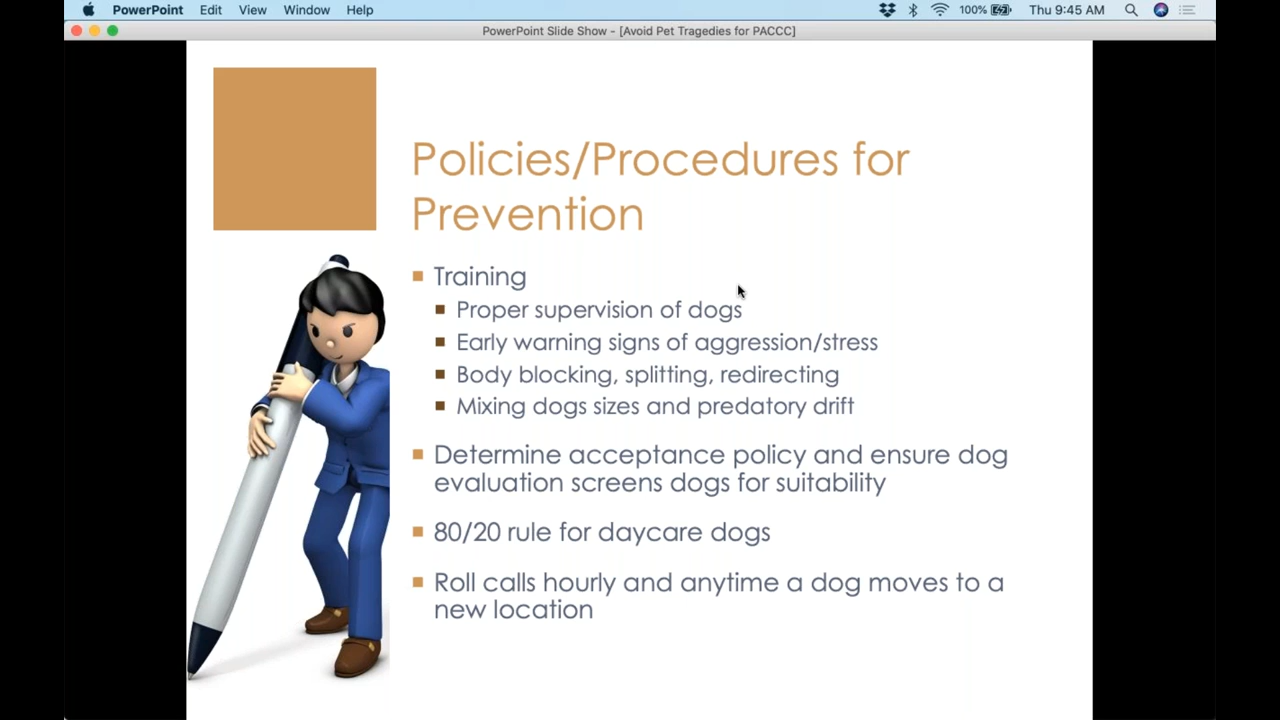 PowerPoint Edit View Window Help 100% Thu 9:45 AM
PowerPoint Slide Show - [Avoid Pet Tragedies for PACCC]
Policies/Procedures for
Prevention
Training
Proper supervision of dogs
Early warning signs of aggression/stress
Body blocking, splitting, redirecting
Mixing dogs sizes and predatory drift
Determine acceptance policy and ensure dog
evaluation screens dogs for suitability
80/20 rule for daycare dogs
Roll calls hourly and anytime a dog moves to a
new location